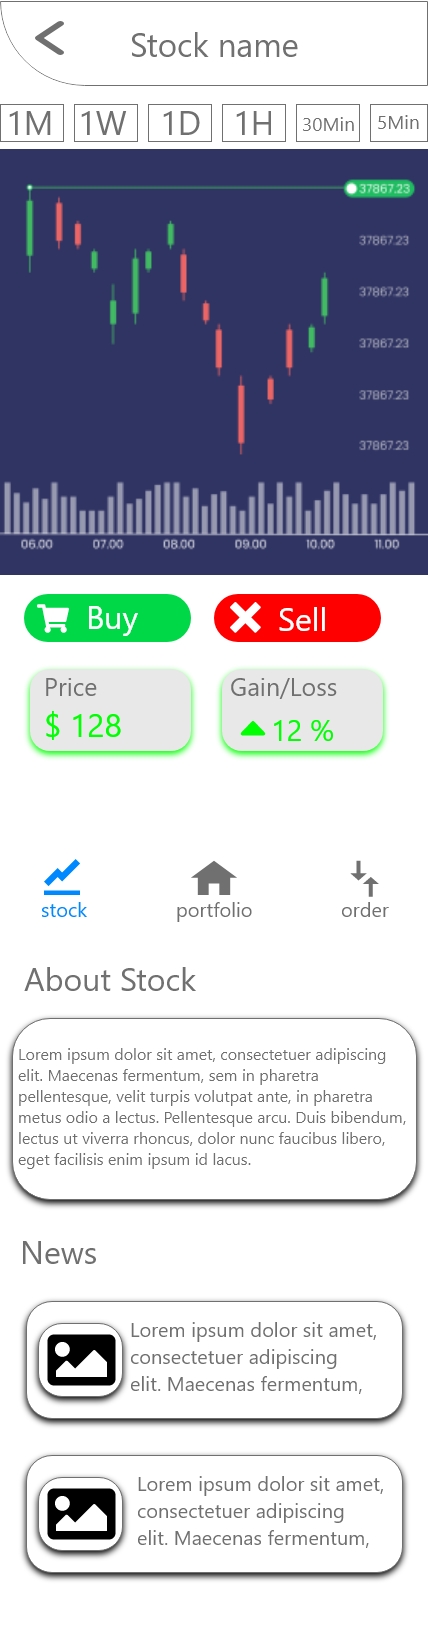 Stock name
1M 1W 1D 1H 30Min 5Min
37867.23
37867.23
37867.23
37867.23
37867.23
37867.23
06.00 07.00 08.00 09.00 10.00 11.00
Buy Sell
Price Gain/Loss
$ 128 12 %
stock portfolio order
About Stock
Lorem ipsum dolor sit amet, consectetuer adipiscing
elit. Maecenas fermentum, sem in pharetra
pellentesque, velit turpis volutpat ante, in pharetra
metus odio a lectus. Pellentesque arcu. Duis bibendum,
lectus ut viverra rhoncus, dolor nunc faucibus libero,
eget facilisis enim ipsum id lacus.
News
Lorem ipsum dolor sit amet,
consectetuer adipiscing
elit. Maecenas fermentum,
Lorem ipsum dolor sit amet,
consectetuer adipiscing
elit. Maecenas fermentum,